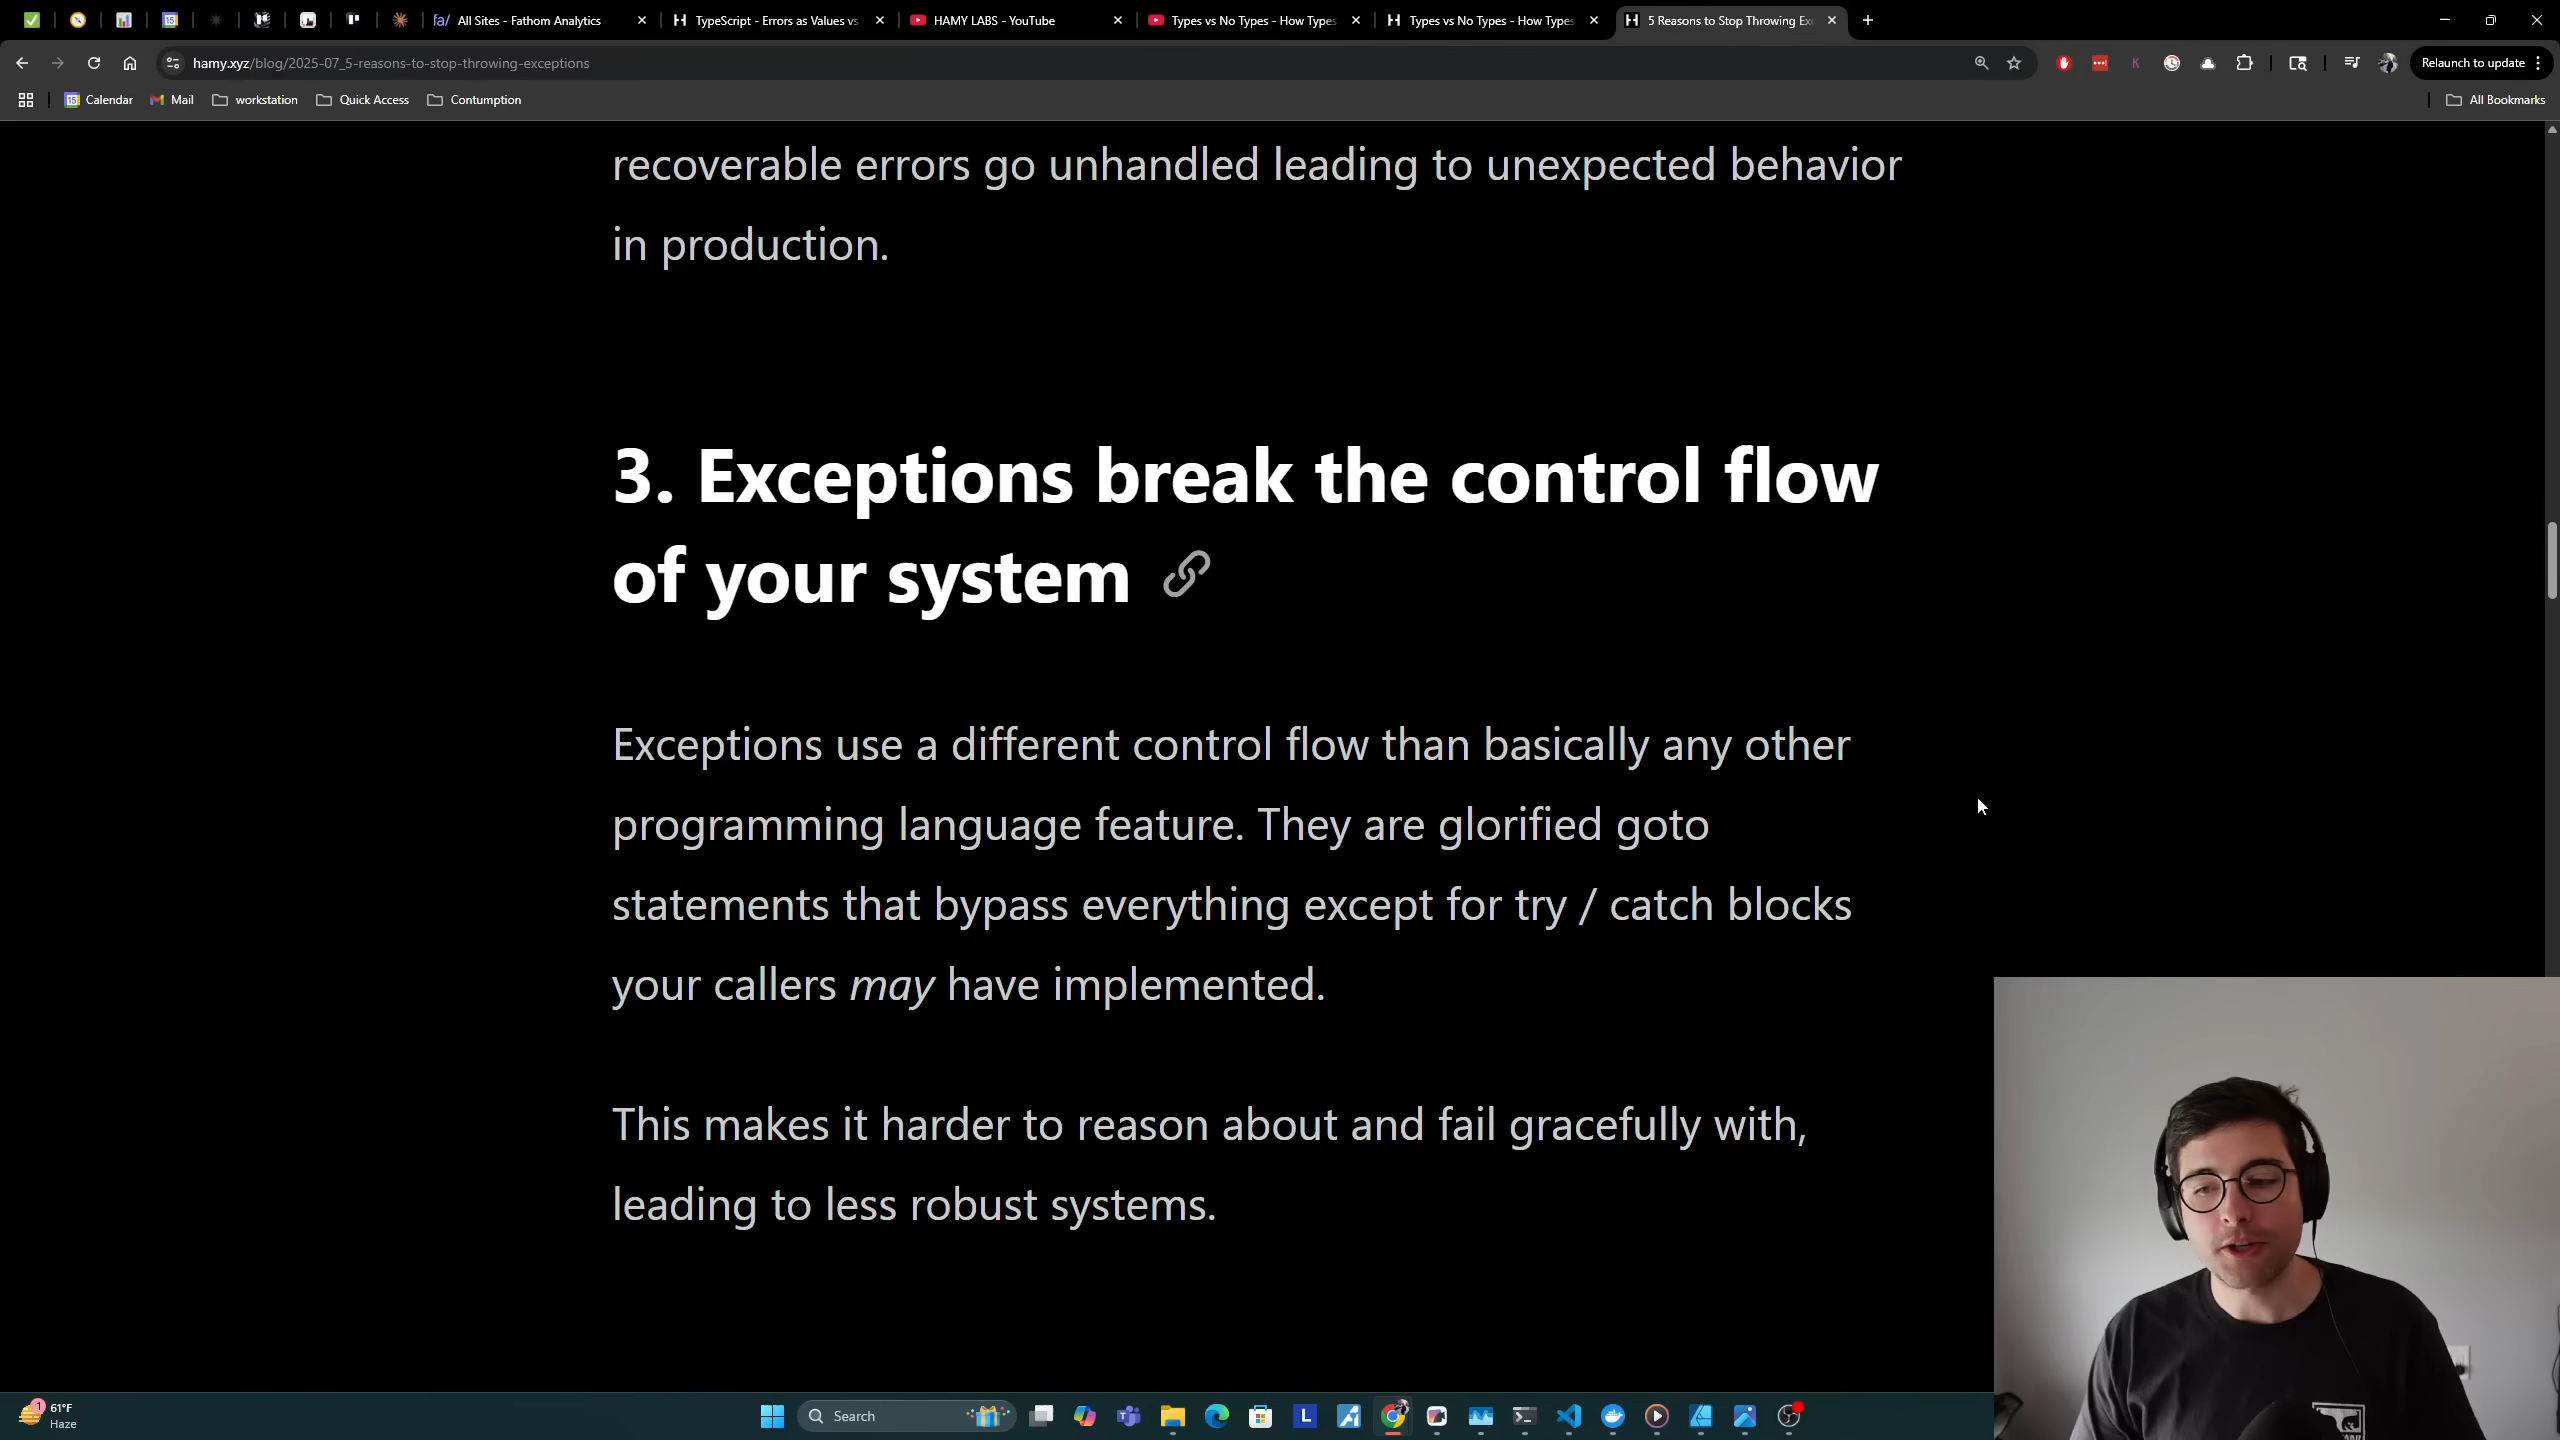 All Sites - Fathom Analytics
TypeScript - Errors as Values vs
HAMY LABS - YouTube
Types vs No Types - How Types
Types vs No Types - How Types
5 Reasons to Stop Throwing Exc
hamy.xyz/blog/2025-07_5-reasons-to-stop-throwing-exceptions
Relaunch to update
Calendar
Mail
workstation
Quick Access
Contumption
All Bookmarks
recoverable errors go unhandled leading to unexpected behavior
in production.
3. Exceptions break the control flow
of your system
Exceptions use a different control flow than basically any other
programming language feature. They are glorified goto
statements that bypass everything except for try / catch blocks
your callers may have implemented.
This makes it harder to reason about and fail gracefully with,
leading to less robust systems.
1
61°F
Haze
Search